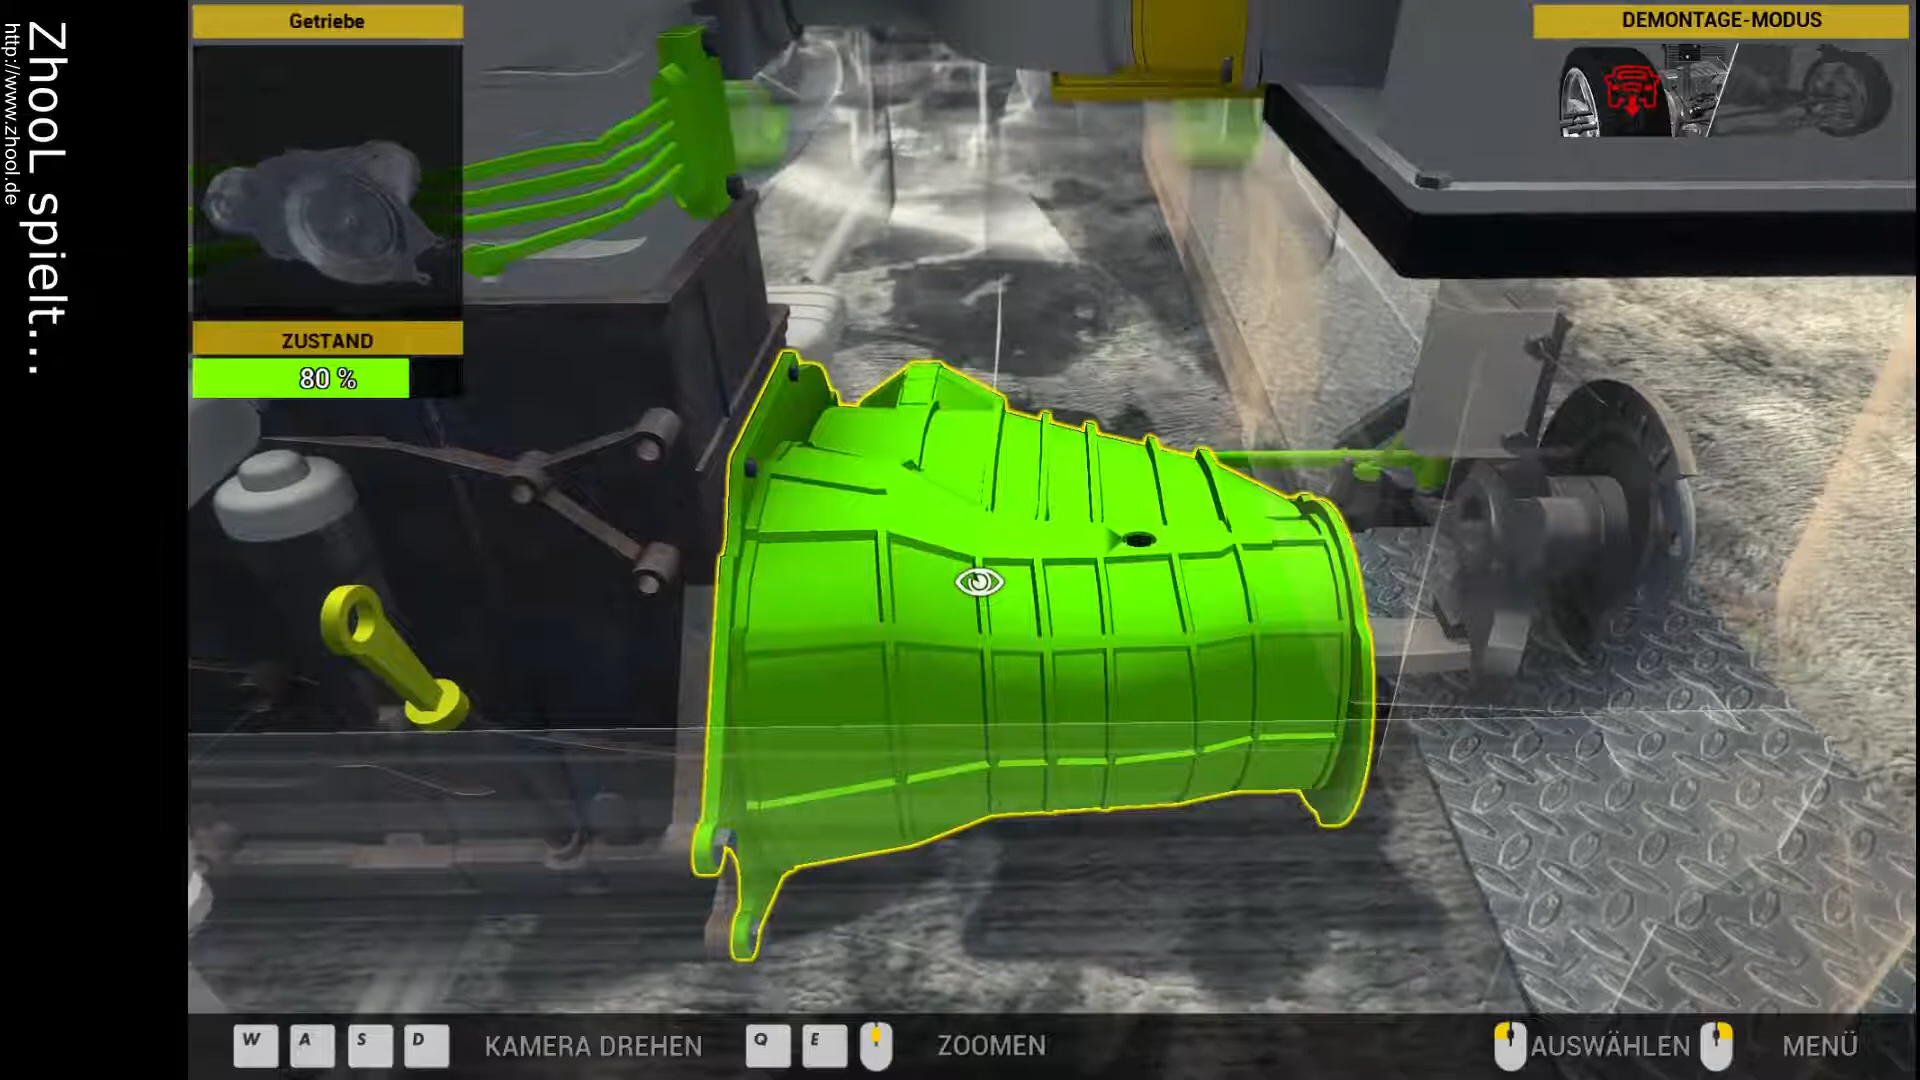 ZhooL spielt...
http://www.zhool.de
Getriebe
ZUSTAND
80 %
DEMONTAGE-MODUS
W A S D KAMERA DREHEN
Q E ZOOMEN
AUSWÄHLEN
MENÜ